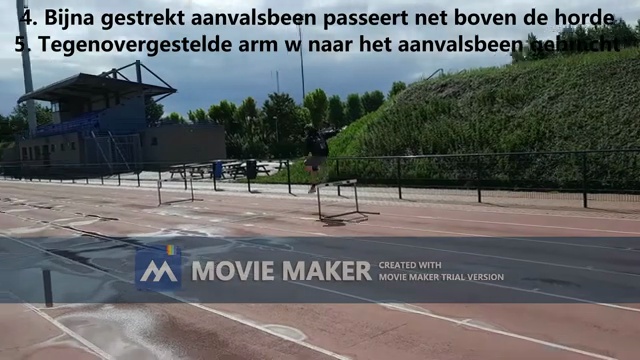 4. Bijna gestrekt aanvalsbeen passeert net boven de horde
5. Tegenovergestelde arm w naar het aanvalsbeen gebracht
MOVIE MAKER
CREATED WITH
MOVIE MAKER TRIAL VERSION